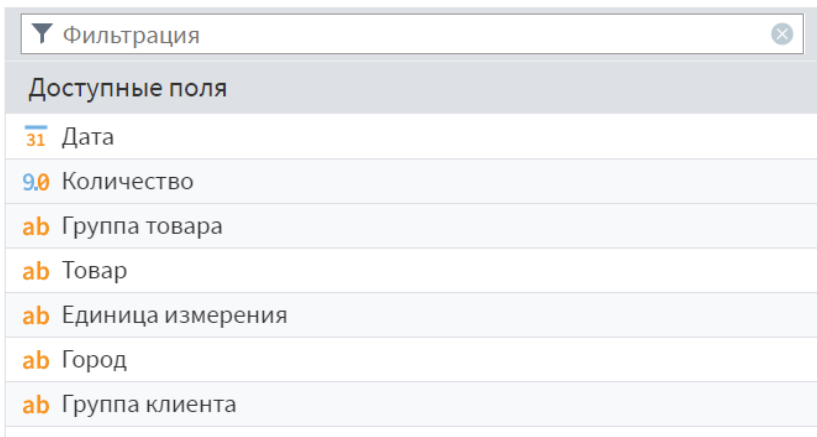 Фильтрация
Доступные поля
31 Дата
9.0 Количество
ab Группа товара
ab Товар
ab Единица измерения
ab Город
ab Группа клиента